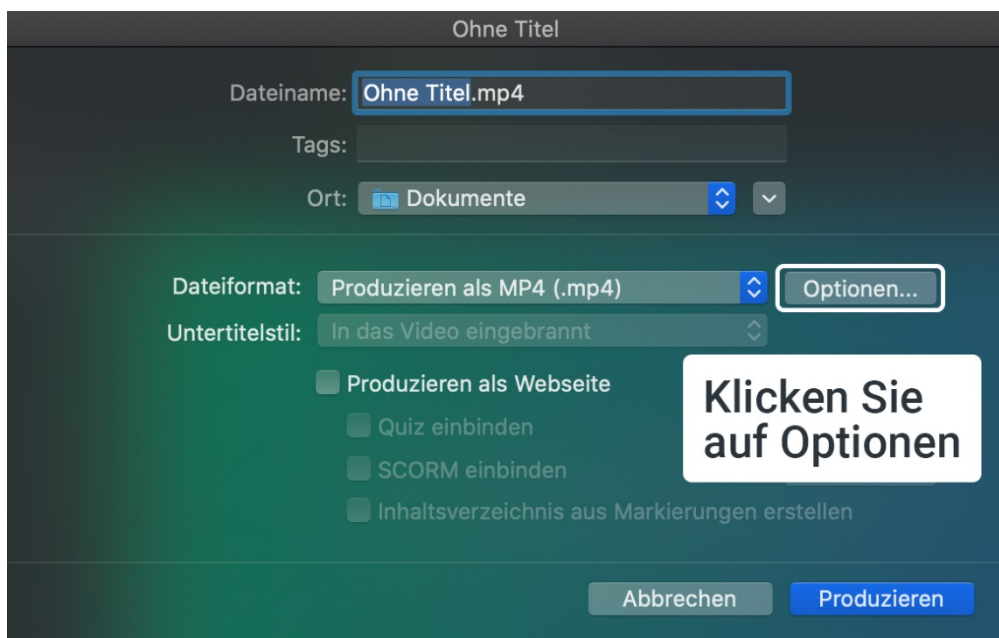 Ohne Titel
Dateiname: Ohne Titel.mp4
Tags:
Ort: Dokumente
Dateiformat: Produzieren als MP4 (.mp4) Optionen...
Untertitelstil: In das Video eingebrannt
Produzieren als Webseite
Klicken Sie
auf Optionen
Quiz einbinden
SCORM einbinden
Inhaltsverzeichnis aus Markierungen erstellen
Abbrechen Produzieren